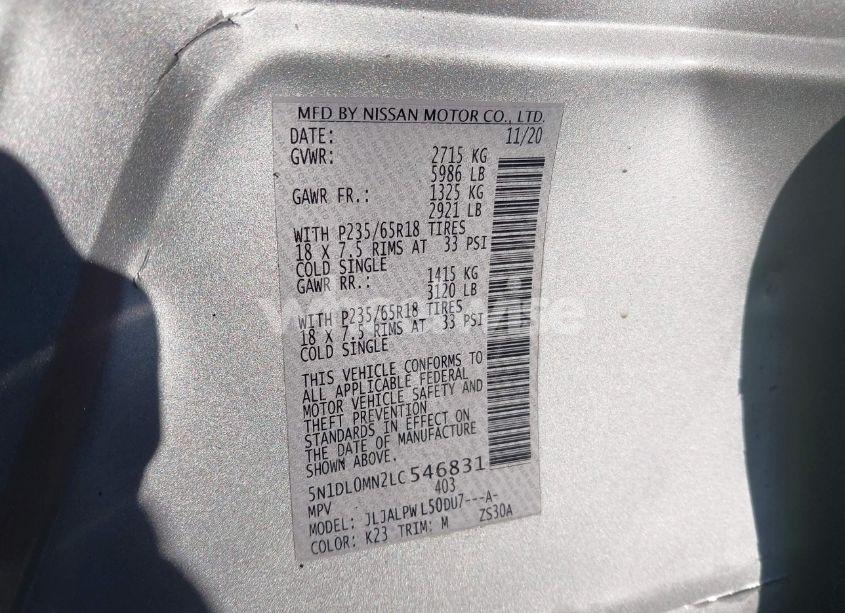 MFD BY NISSAN MOTOR CO., LTD.
DATE: 11/20
GVWR: 2715 KG
5986 LB
GAWR FR.: 1325 KG
2921 LB
WITH P235/65R18 TIRES
18 X 7.5 RIMS AT 33 PSI
COLD SINGLE
GAWR RR.: 1415 KG
3120 LB
WITH P235/65R18 TIRES
18 X 7.5 RIMS AT 33 PSI
COLD SINGLE
THIS VEHICLE CONFORMS TO
ALL APPLICABLE FEDERAL
MOTOR VEHICLE SAFETY AND
THEFT PREVENTION
STANDARDS IN EFFECT ON
THE DATE OF MANUFACTURE
SHOWN ABOVE.
5N1DL0MN2LC546831
MPV 403
MODEL: JLJALPWL50DU7---A-
COLOR: K23 TRIM: M ZS30A